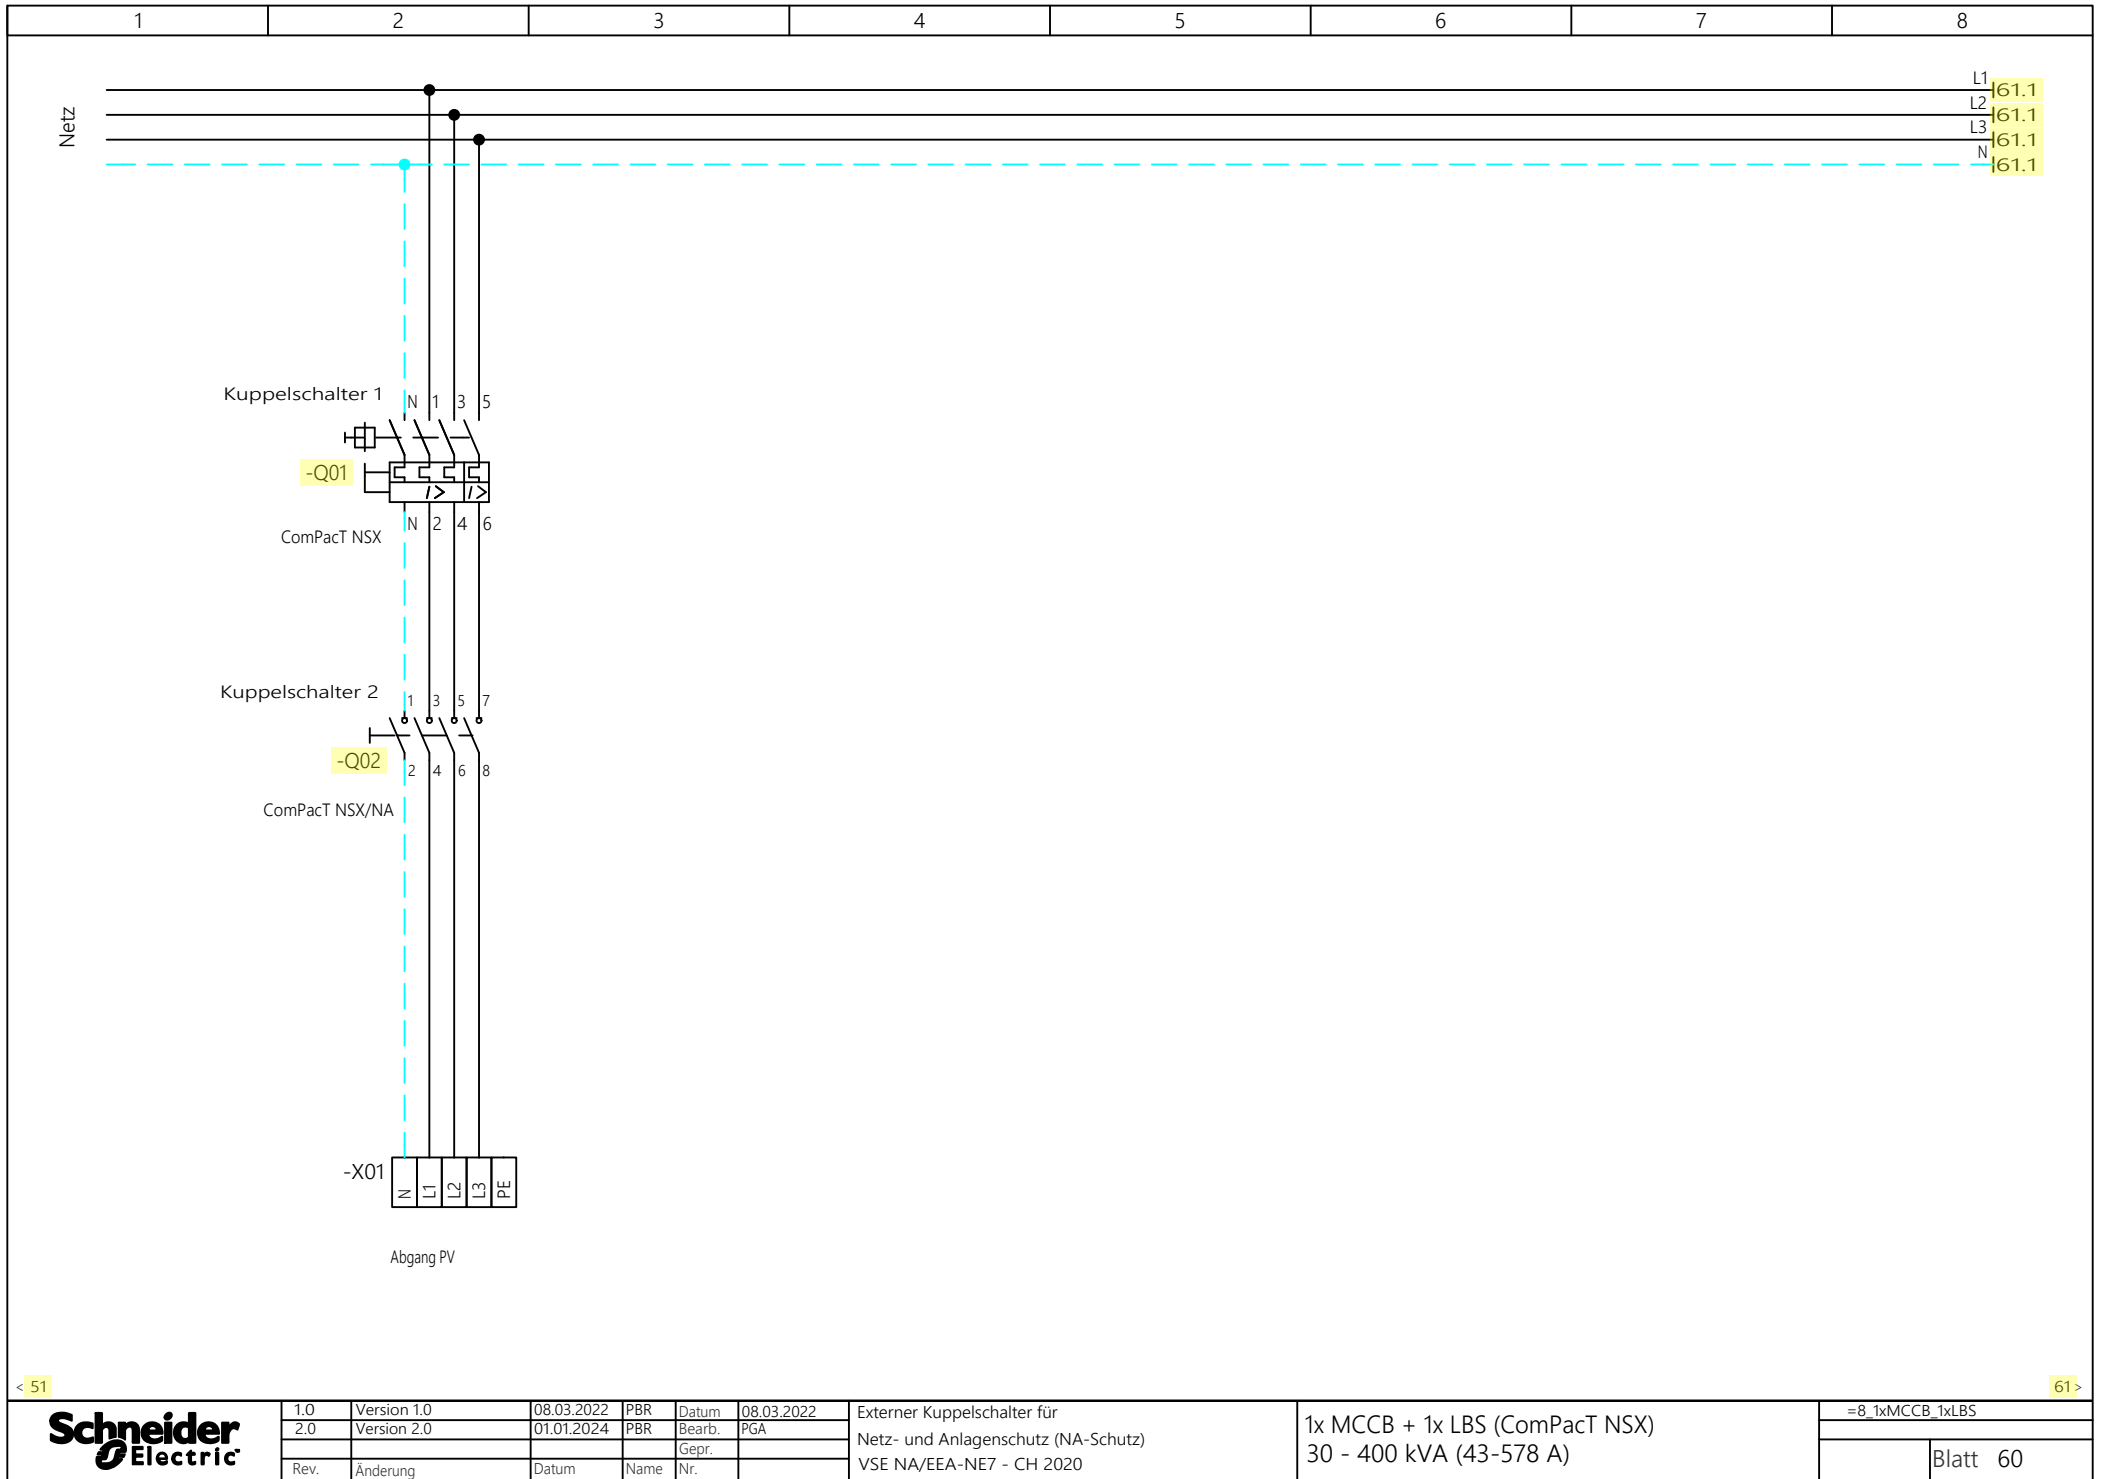 1 2 3 4 5 6 7 8
Netz
L1 61.1
L2 61.1
L3 61.1
N 61.1
Kuppelschalter 1
N 1 3 5
-Q01
I> I>
N 2 4 6
ComPacT NSX
Kuppelschalter 2
1 3 5 7
-Q02
2 4 6 8
ComPacT NSX/NA
-X01
N L1 L2 L3 PE
Abgang PV
< 51
61 >
Schneider
Electric
1.0 Version 1.0 08.03.2022 PBR Datum 08.03.2022
2.0 Version 2.0 01.01.2024 PBR Bearb. PGA
Gepr.
Rev. Änderung Datum Name Nr.
Externer Kuppelschalter für
Netz- und Anlagenschutz (NA-Schutz)
VSE NA/EEA-NE7 - CH 2020
1x MCCB + 1x LBS (ComPacT NSX)
30 - 400 kVA (43-578 A)
=8_1xMCCB_1xLBS
Blatt 60